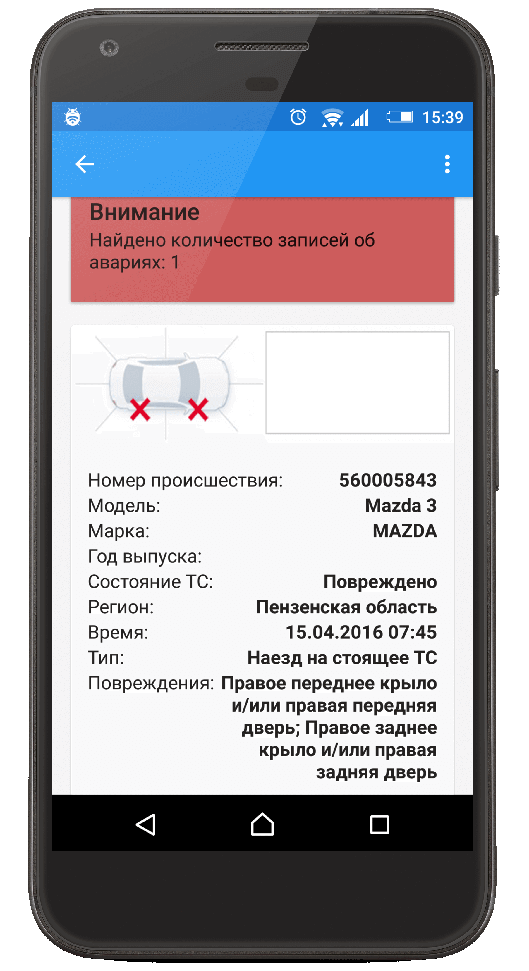 15:39
Внимание
Найдено количество записей об
авариях: 1
Номер происшествия: 560005843
Модель: Mazda 3
Марка: MAZDA
Год выпуска:
Состояние ТС: Повреждено
Регион: Пензенская область
Время: 15.04.2016 07:45
Тип: Наезд на стоящее ТС
Повреждения: Правое переднее крыло
и/или правая передняя
дверь; Правое заднее
крыло и/или правая
задняя дверь